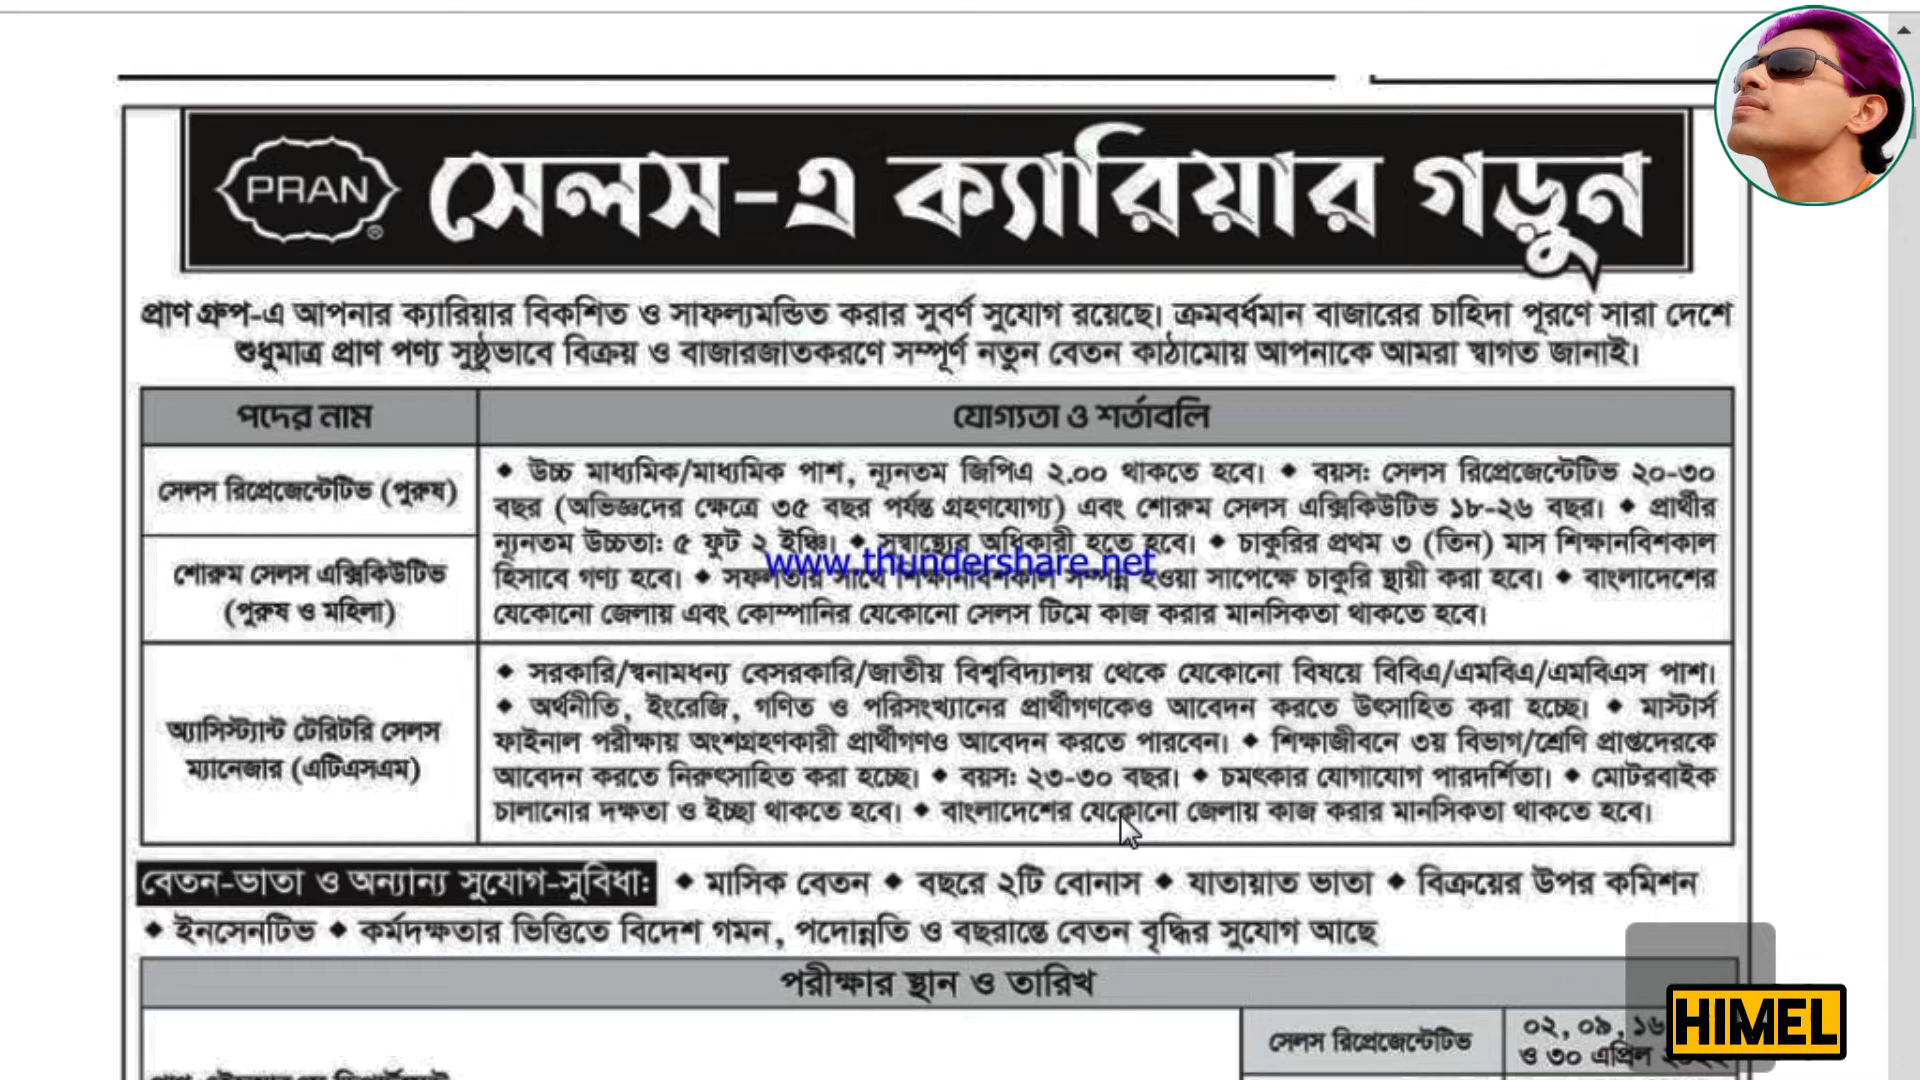 PRAN
সেলস-এ ক্যারিয়ার গড়ুন
প্রাণ গ্রুপ-এ আপনার ক্যারিয়ার বিকশিত ও সাফল্যমন্ডিত করার সুবর্ণ সুযোগ রয়েছে। ক্রমবর্ধমান বাজারের চাহিদা পূরণে সারা দেশে
শুধুমাত্র প্রাণ পণ্য সুষ্ঠুভাবে বিক্রয় ও বাজারজাতকরণে সম্পূর্ণ নতুন বেতন কাঠামোয় আপনাকে আমরা স্বাগত জানাই।
পদের নাম
যোগ্যতা ও শর্তাবলি
সেলস রিপ্রেজেন্টেটিভ (পুরুষ)
শোরুম সেলস এক্সিকিউটিভ
(পুরুষ ও মহিলা)
◆ উচ্চ মাধ্যমিক/মাধ্যমিক পাশ, ন্যূনতম জিপিএ ২.০০ থাকতে হবে। ◆ বয়স: সেলস রিপ্রেজেন্টেটিভ ২০-৩০
বছর (অভিজ্ঞদের ক্ষেত্রে ৩৫ বছর পর্যন্ত গ্রহণযোগ্য) এবং শোরুম সেলস এক্সিকিউটিভ ১৮-২৬ বছর। ◆ প্রার্থীর
ন্যূনতম উচ্চতা: ৫ ফুট ২ ইঞ্চি। ◆ সুস্বাস্থ্যের অধিকারী হতে হবে। ◆ চাকুরির প্রথম ৩ (তিন) মাস শিক্ষানবিশকাল
হিসাবে গণ্য হবে। ◆ সফলতার সাথে শিক্ষানবিশকাল সম্পন্ন হওয়া সাপেক্ষে চাকুরি স্থায়ী করা হবে। ◆ বাংলাদেশের
যেকোনো জেলায় এবং কোম্পানির যেকোনো সেলস টিমে কাজ করার মানসিকতা থাকতে হবে।
www.thundershare.net
অ্যাসিস্ট্যান্ট টেরিটরি সেলস
ম্যানেজার (এটিএসএম)
◆ সরকারি/স্বনামধন্য বেসরকারি/জাতীয় বিশ্ববিদ্যালয় থেকে যেকোনো বিষয়ে বিবিএ/এমবিএ/এমবিএস পাশ।
◆ অর্থনীতি, ইংরেজি, গণিত ও পরিসংখ্যানের প্রার্থীগণকেও আবেদন করতে উৎসাহিত করা হচ্ছে। ◆ মাস্টার্স
ফাইনাল পরীক্ষায় অংশগ্রহণকারী প্রার্থীগণও আবেদন করতে পারবেন। ◆ শিক্ষাজীবনে ৩য় বিভাগ/শ্রেণি প্রাপ্তদেরকে
আবেদন করতে নিরুৎসাহিত করা হচ্ছে। ◆ বয়স: ২৩-৩০ বছর। ◆ চমৎকার যোগাযোগ পারদর্শিতা। ◆ মোটরবাইক
চালানোর দক্ষতা ও ইচ্ছা থাকতে হবে। ◆ বাংলাদেশের যেকোনো জেলায় কাজ করার মানসিকতা থাকতে হবে।
বেতন-ভাতা ও অন্যান্য সুযোগ-সুবিধা: ◆ মাসিক বেতন ◆ বছরে ২টি বোনাস ◆ যাতায়াত ভাতা ◆ বিক্রয়ের উপর কমিশন
◆ ইনসেনটিভ ◆ কর্মদক্ষতার ভিত্তিতে বিদেশ গমন, পদোন্নতি ও বছরান্তে বেতন বৃদ্ধির সুযোগ আছে
পরীক্ষার স্থান ও তারিখ
সেলস রিপ্রেজেন্টেটিভ
০২, ০৯, ১৬
ও ৩০ এপ্রিল
HIMEL